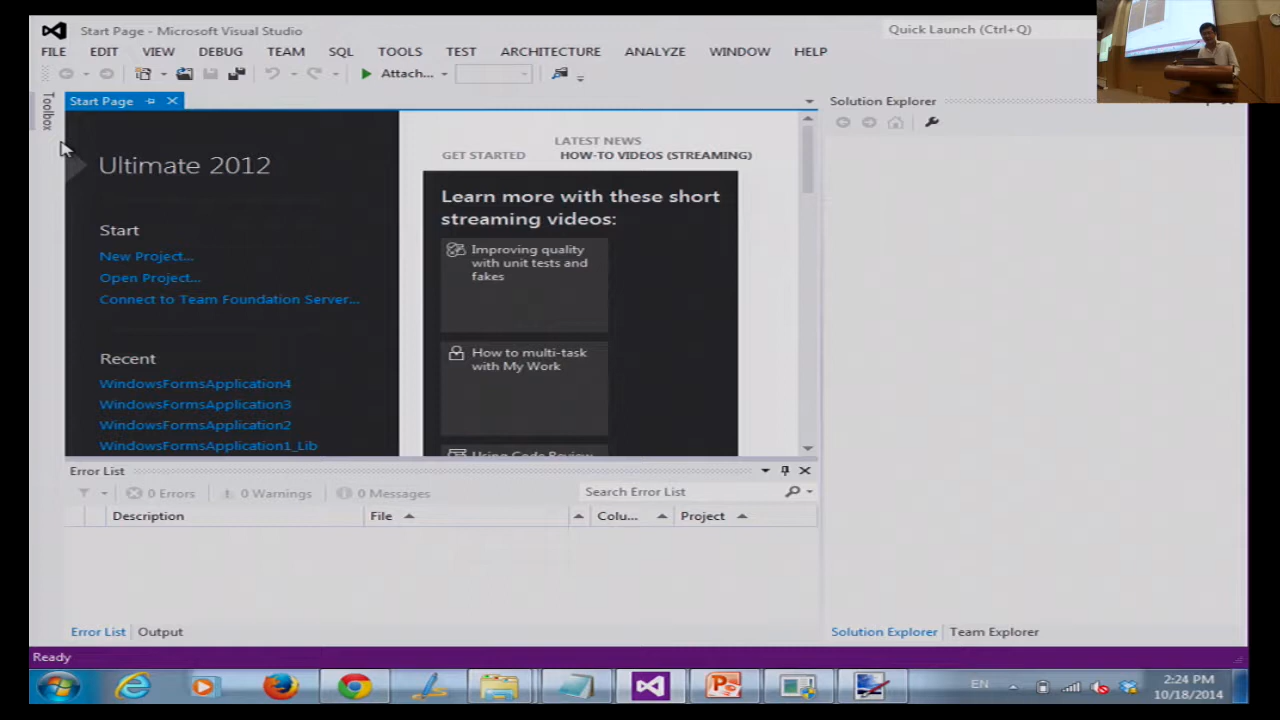 Start Page - Microsoft Visual Studio
Quick Launch (Ctrl+Q)
FILE EDIT VIEW DEBUG TEAM SQL TOOLS TEST ARCHITECTURE ANALYZE WINDOW HELP
Attach...
Toolbox
Start Page
Ultimate 2012
Start
New Project...
Open Project...
Connect to Team Foundation Server...
Recent
WindowsFormsApplication4
WindowsFormsApplication3
WindowsFormsApplication2
WindowsFormsApplication1_Lib
LATEST NEWS
GET STARTED HOW-TO VIDEOS (STREAMING)
Learn more with these short
streaming videos:
Improving quality
with unit tests and
fakes
How to multi-task
with My Work
Using Code Review
Solution Explorer
Error List
0 Errors 0 Warnings 0 Messages
Search Error List
Description File Colu... Project
Error List Output
Solution Explorer Team Explorer
Ready
EN
2:24 PM
10/18/2014